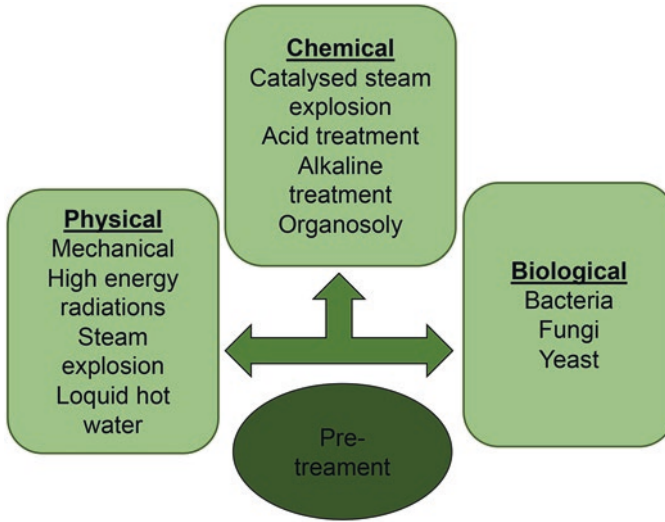 Chemical
Catalysed steam
explosion
Acid treatment
Alkaline
treatment
Organosoly
Physical
Mechanical
High energy
radiations
Steam
explosion
Loquid hot
water
Biological
Bacteria
Fungi
Yeast
Pre-
treament